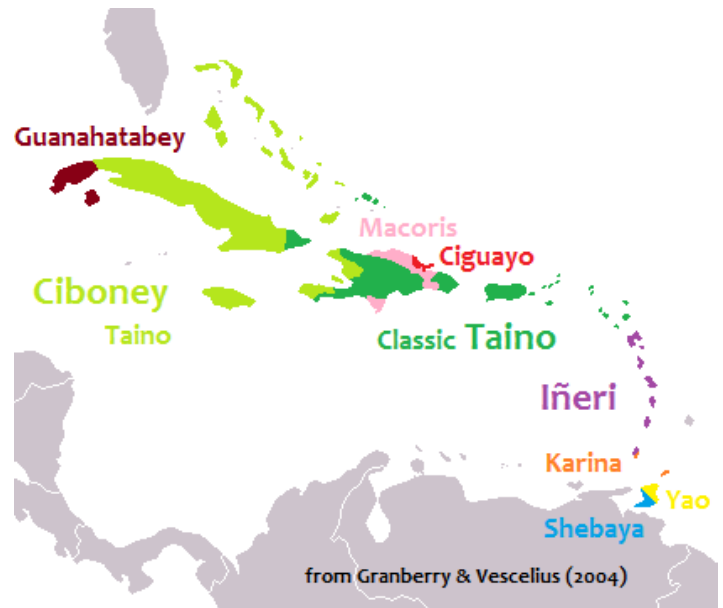 Guanahatabey
Macoris
Ciguayo
Ciboney
Taino
Classic Taino
Iñeri
Karina
Yao
Shebaya
from Granberry & Vescelius (2004)